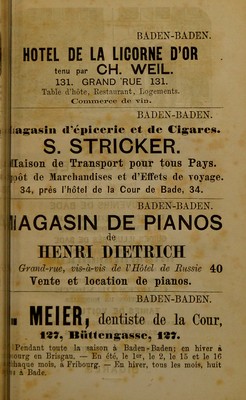 BADEN-BADEN.
HOTEL DE LA LICORNE D'OR
tenu par CH. WEIL.
131. GRAND'RUE 131.
Table d'hôte, Restaurant, Logements.
Commerce de vin.
BADEN-BADEN.
agasin d'épicerie et de Cigares.
S. STRICKER.
Maison de Transport pour tous Pays.
pôt de Marchandises et d'Effets de voyage.
34, près l'hôtel de la Cour de Bade, 34.
BADEN-BADEN.
MAGASIN DE PIANOS
de
HENRI DIETRICH
Grand-rue, vis-à-vis de l'Hôtel de Russie 40
Vente et location de pianos.
BADEN-BADEN.
MEIER, dentiste de la Cour,
127, Büttengasse, 127.
Pendant toute la saison à Baden-Baden; en hiver à
bourg en Brisgau. — En été, le 1er, le 2, le 15 et le 16
chaque mois, à Fribourg. — En hiver, tous les mois, huit
s à Bade.